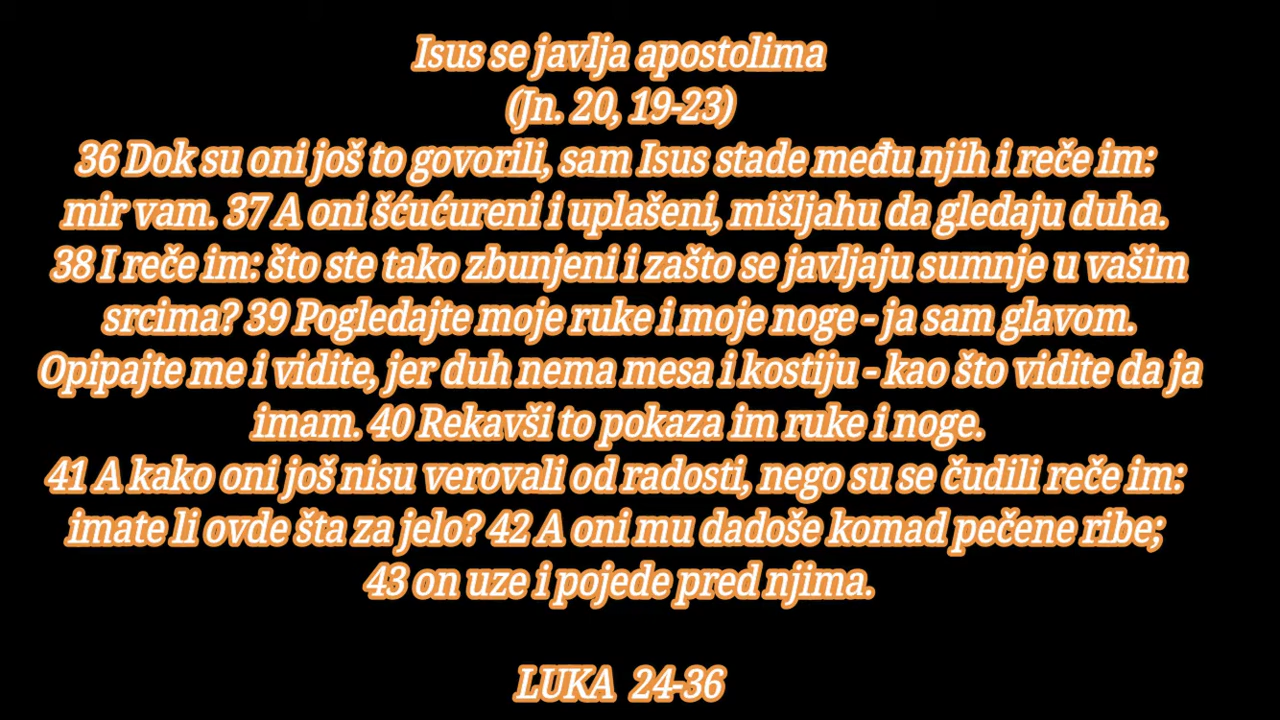 Isus se javlja apostolima
(Jn. 20, 19-23)
36 Dok su oni još to govorili, sam Isus stade među njih i reče im:
mir vam. 37 A oni šćućureni i uplašeni, mišljahu da gledaju duha.
38 I reče im: što ste tako zbunjeni i zašto se javljaju sumnje u vašim
srcima? 39 Pogledajte moje ruke i moje noge - ja sam glavom.
Opipajte me i vidite, jer duh nema mesa i kostiju - kao što vidite da ja
imam. 40 Rekavši to pokaza im ruke i noge.
41 A kako oni još nisu verovali od radosti, nego su se čudili reče im:
imate li ovde šta za jelo? 42 A oni mu dadoše komad pečene ribe;
43 on uze i pojede pred njima.
LUKA 24-36